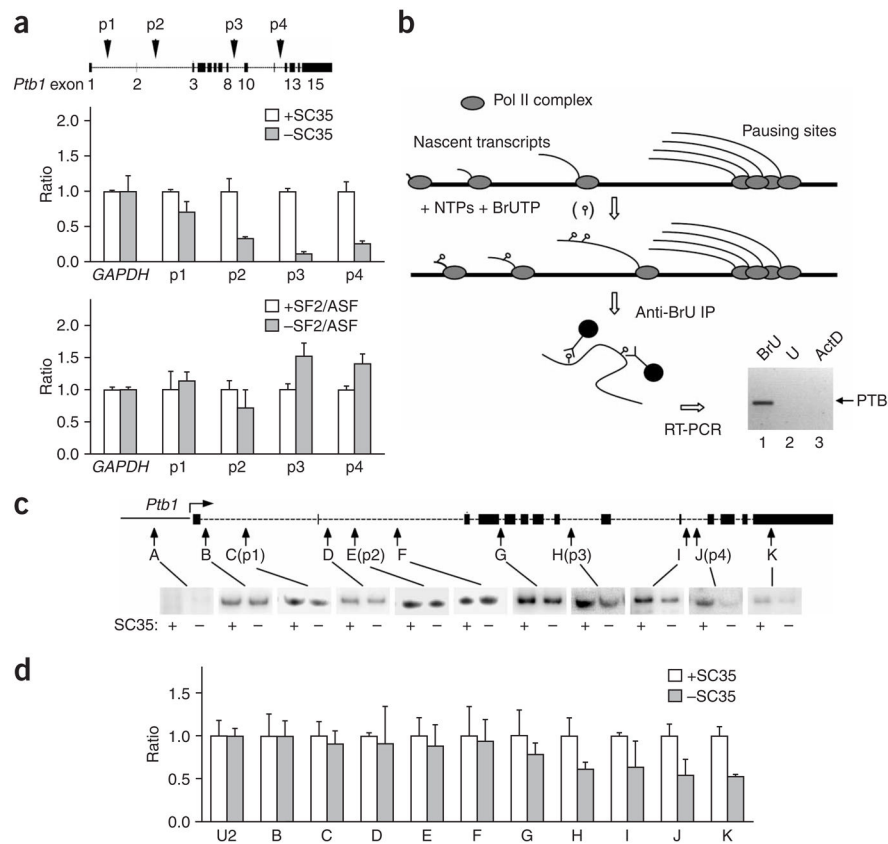 a
p1 p2 p3 p4
Ptb1 exon 1 2 3 8 10 13 15
+SC35
−SC35
2.0
1.5
1.0
0.5
0.0
Ratio
GAPDH p1 p2 p3 p4
+SF2/ASF
−SF2/ASF
2.0
1.5
1.0
0.5
0.0
Ratio
GAPDH p1 p2 p3 p4
b
Pol II complex
Nascent transcripts
Pausing sites
+ NTPs + BrUTP ( )
Anti-BrU IP
RT-PCR
BrU U ActD
PTB
1 2 3
c
Ptb1
A B C(p1) D E(p2) F G H(p3) I J(p4) K
SC35: + − + − + − + − + − + − + − + − + − + − + −
d
+SC35
−SC35
1.5
1.0
0.5
0.0
Ratio
U2 B C D E F G H I J K